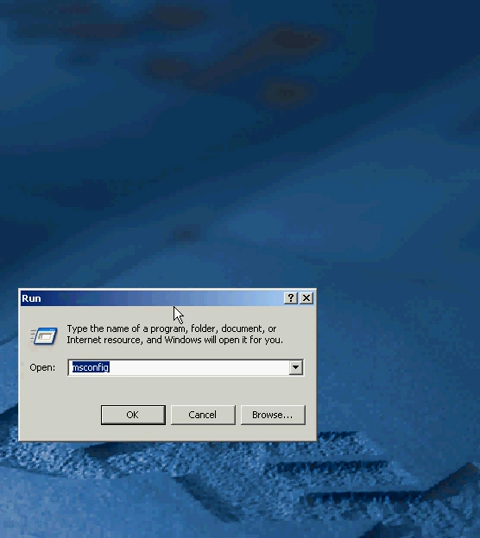 Run
Type the name of a program, folder, document, or
Internet resource, and Windows will open it for you.
Open: msconfig
OK Cancel Browse...